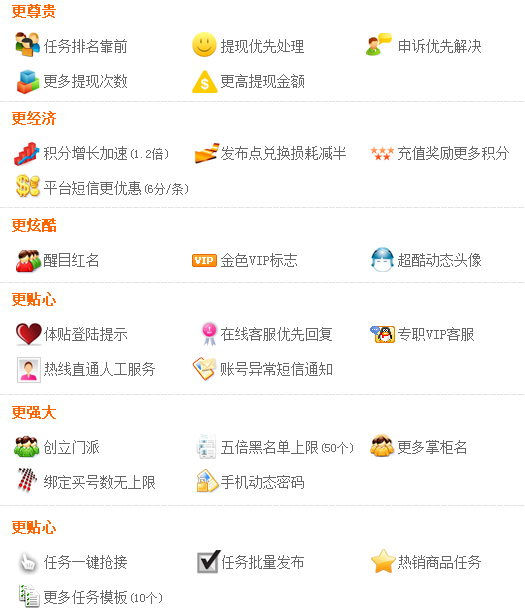 更尊贵
任务排名靠前 提现优先处理 申诉优先解决
更多提现次数 更高提现金额
更经济
积分增长加速(1.2倍) 发布点兑换损耗减半 充值奖励更多积分
平台短信更优惠(6分/条)
更炫酷
醒目红名 VIP 金色VIP标志 超酷动态头像
更贴心
体贴登陆提示 在线客服优先回复 专职VIP客服
热线直通人工服务 账号异常短信通知
更强大
创立门派 五倍黑名单上限(50个) 更多掌柜名
绑定买号数无上限 手机动态密码
更贴心
任务一键抢接 任务批量发布 热销商品任务
更多任务模板(10个)